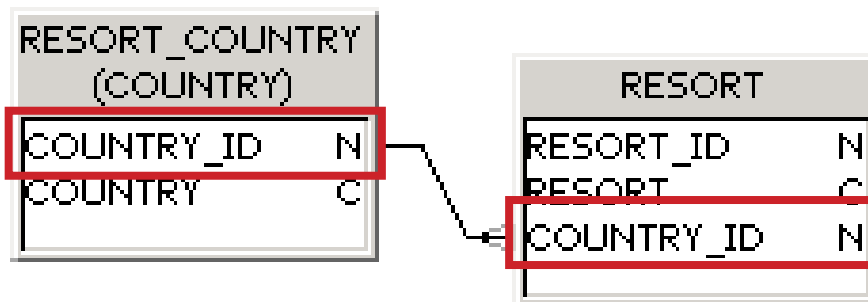 RESORT_COUNTRY
(COUNTRY)
COUNTRY_ID N
COUNTRY C
RESORT
RESORT_ID N
RESORT C
COUNTRY_ID N